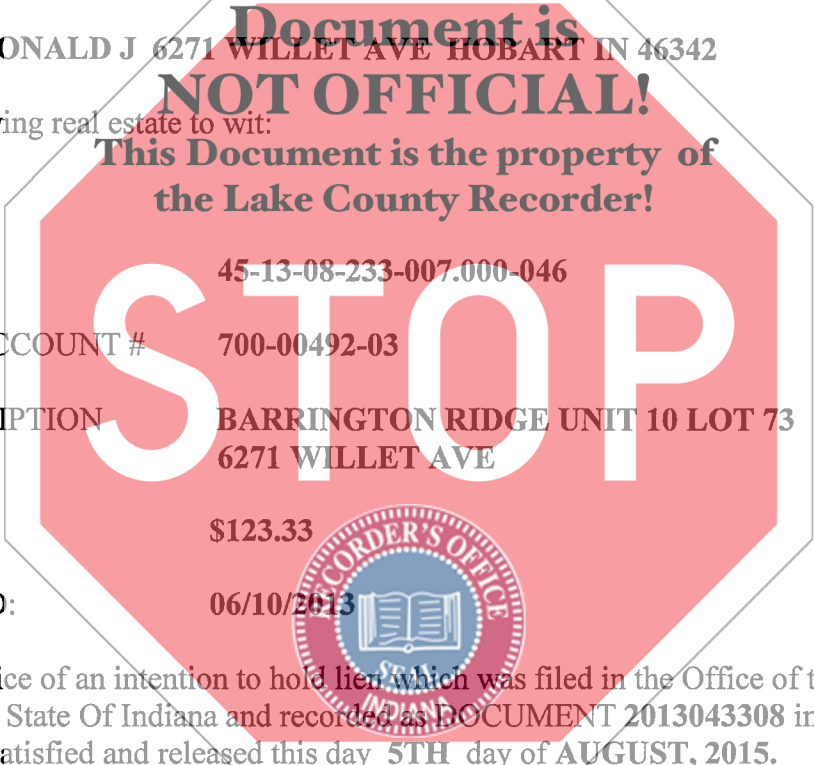 Document is
ONALD J 6271 WILLET AVE HOBART IN 46342
NOT OFFICIAL!
ing real estate to wit:
This Document is the property of
the Lake County Recorder!
45-13-08-233-007.000-046
STOP
CCOUNT # 700-00492-03
IPTION BARRINGTON RIDGE UNIT 10 LOT 73
6271 WILLET AVE
$123.33
RECORDER'S OFFICE
D: 06/10/2013
SEAL
INDIANA
ice of an intention to hold lien which was filed in the Office of t
State Of Indiana and recorded as DOCUMENT 2013043308 in
atisfied and released this day 5TH day of AUGUST, 2015.